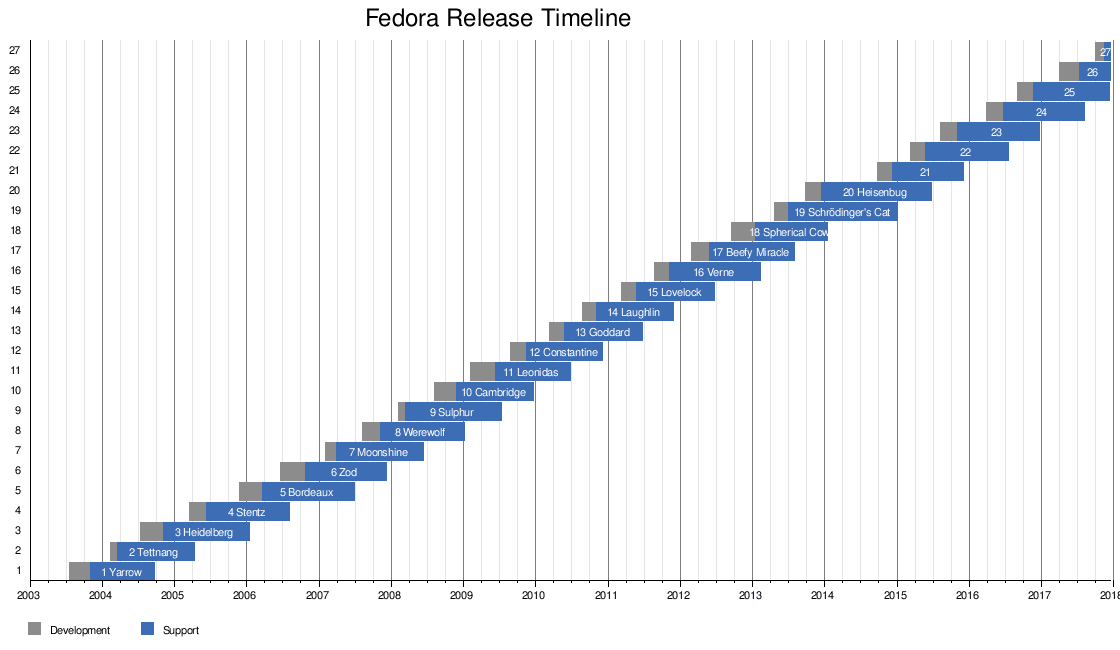 Fedora Release Timeline
27 27
26 26
25 25
24 24
23 23
22 22
21 21
20 20 Heisenbug
19 19 Schrödinger's Cat
18 18 Spherical Cow
17 17 Beefy Miracle
16 16 Verne
15 15 Lovelock
14 14 Laughlin
13 13 Goddard
12 12 Constantine
11 11 Leonidas
10 10 Cambridge
9 9 Sulphur
8 8 Werewolf
7 7 Moonshine
6 6 Zod
5 5 Bordeaux
4 4 Stentz
3 3 Heidelberg
2 2 Tettnang
1 1 Yarrow
2003 2004 2005 2006 2007 2008 2009 2010 2011 2012 2013 2014 2015 2016 2017 2018
Development Support